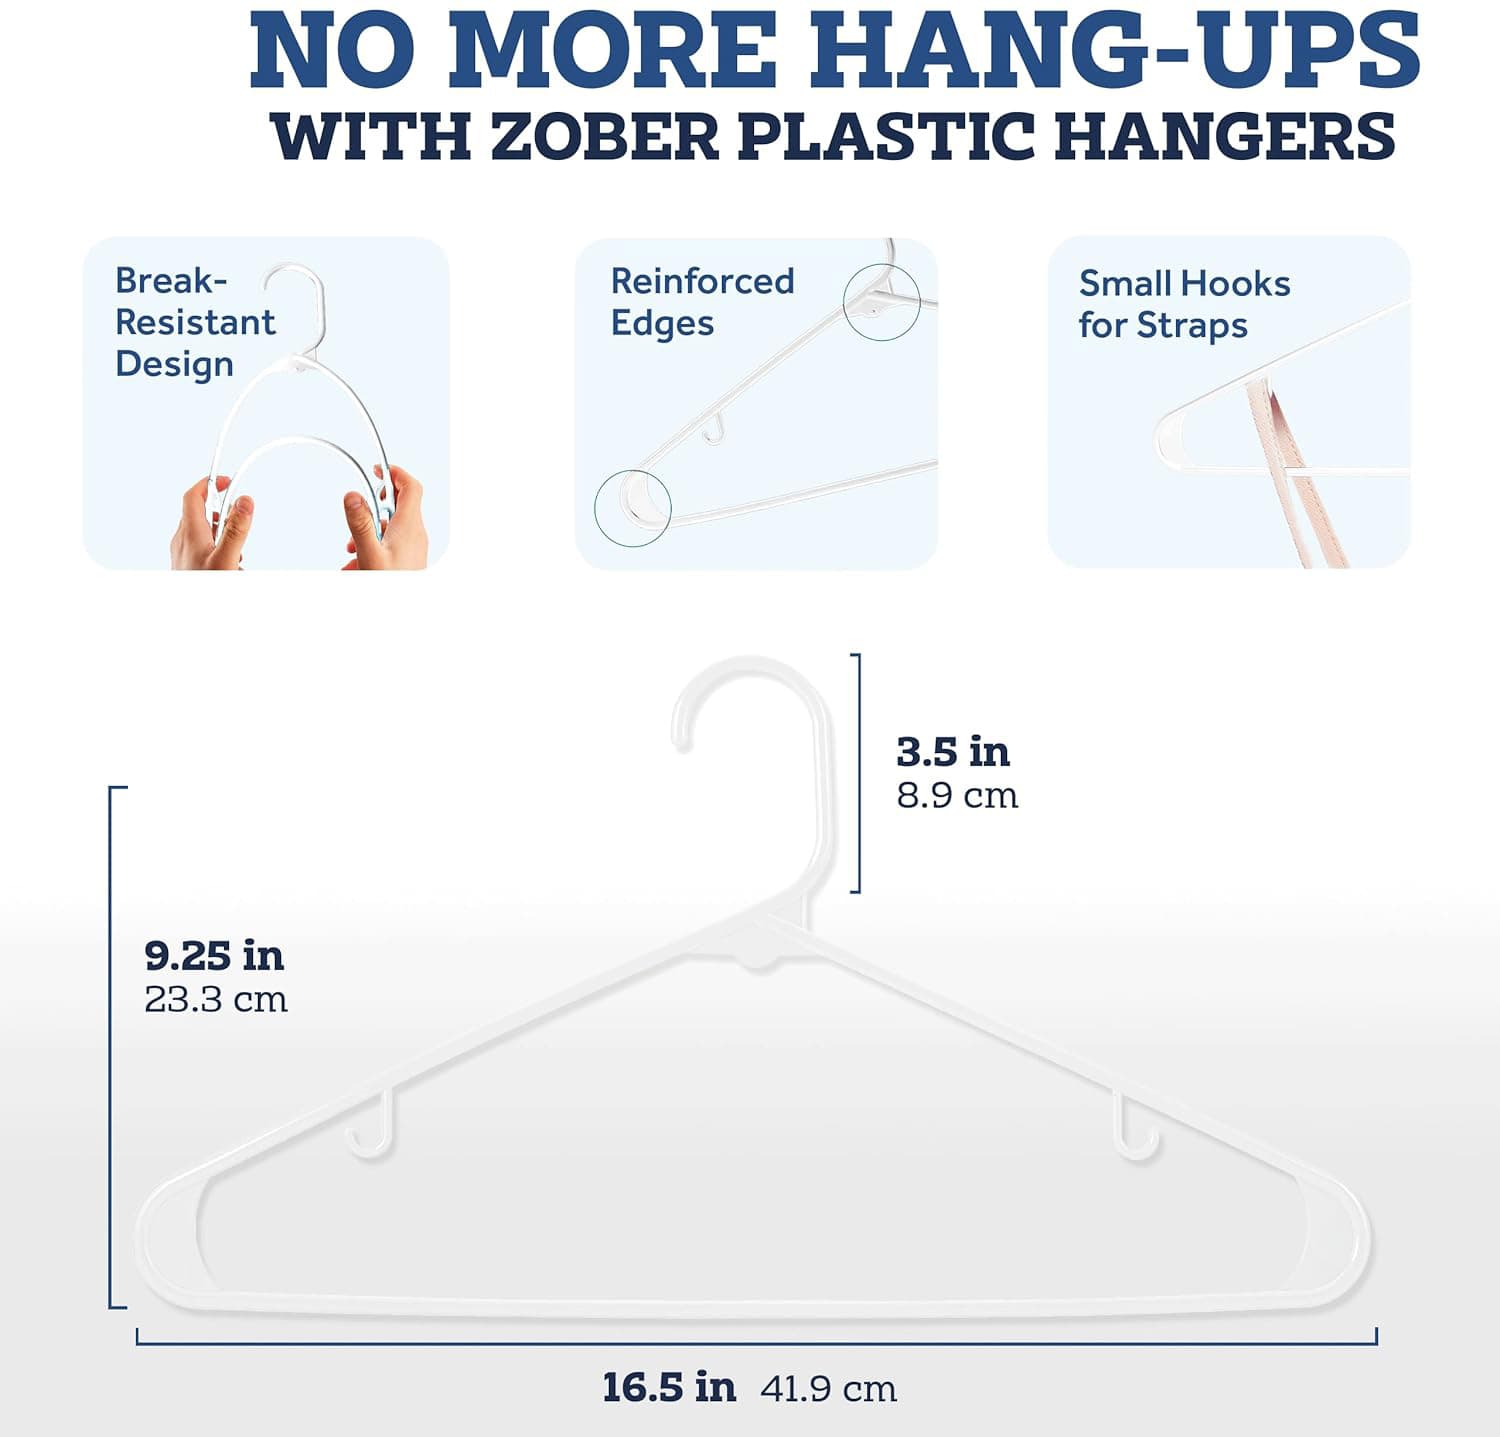 NO MORE HANG-UPS
WITH ZOBER PLASTIC HANGERS
Break-
Resistant
Design
Reinforced
Edges
Small Hooks
for Straps
3.5 in
8.9 cm
9.25 in
23.3 cm
16.5 in 41.9 cm